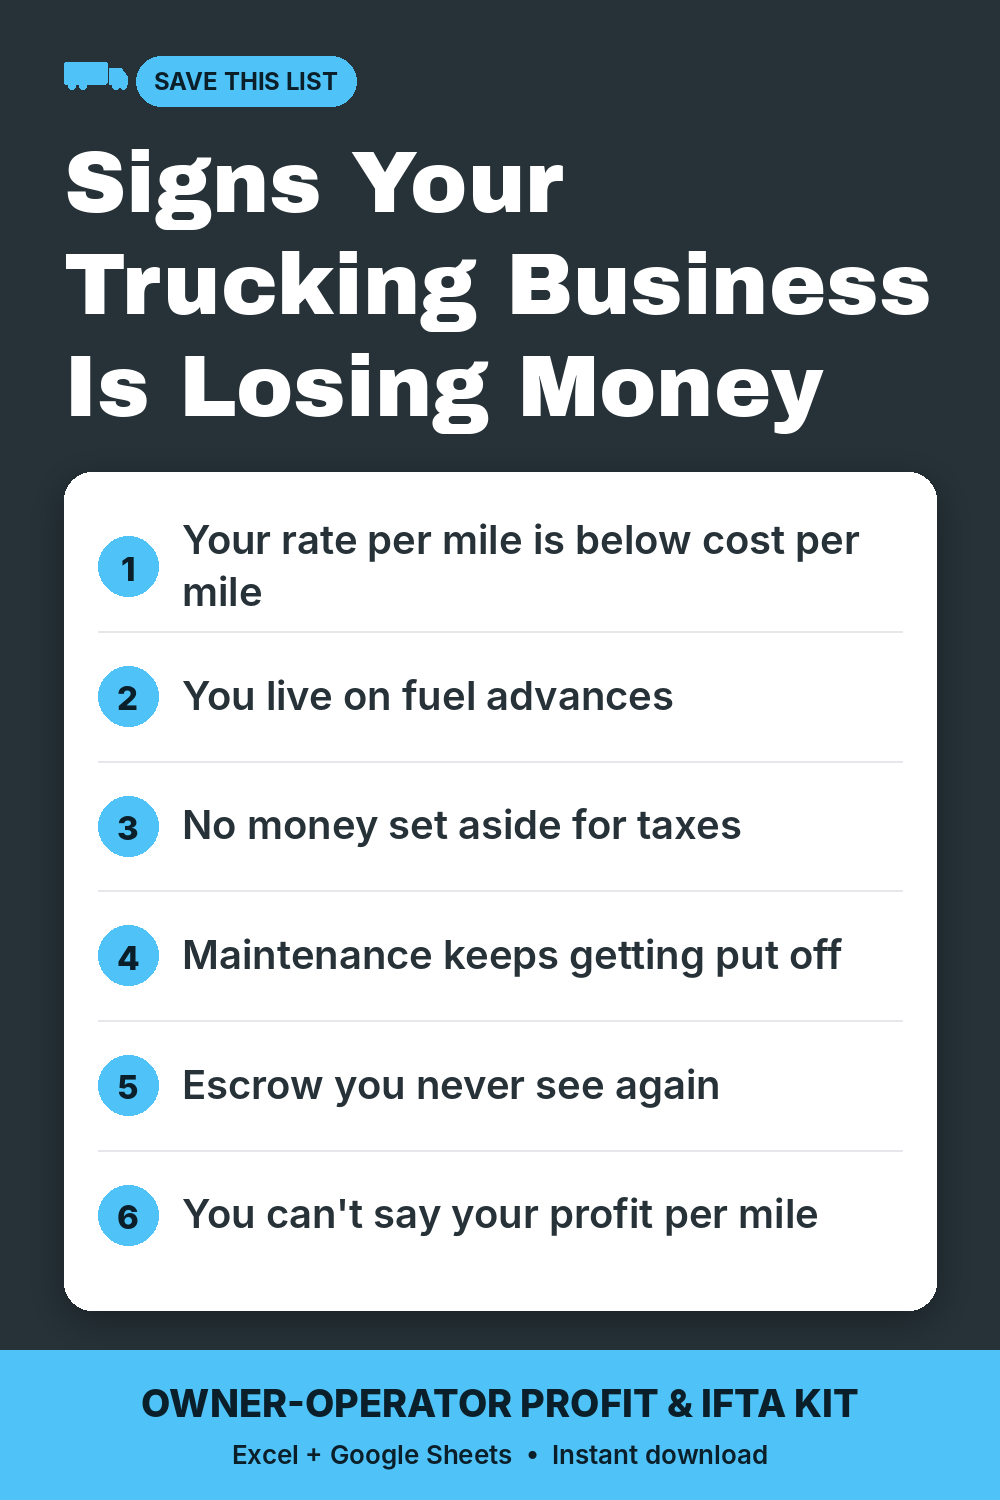 SAVE THIS LIST
Signs Your
Trucking Business
Is Losing Money
1 Your rate per mile is below cost per
mile
2 You live on fuel advances
3 No money set aside for taxes
4 Maintenance keeps getting put off
5 Escrow you never see again
6 You can't say your profit per mile
OWNER-OPERATOR PROFIT & IFTA KIT
Excel + Google Sheets • Instant download